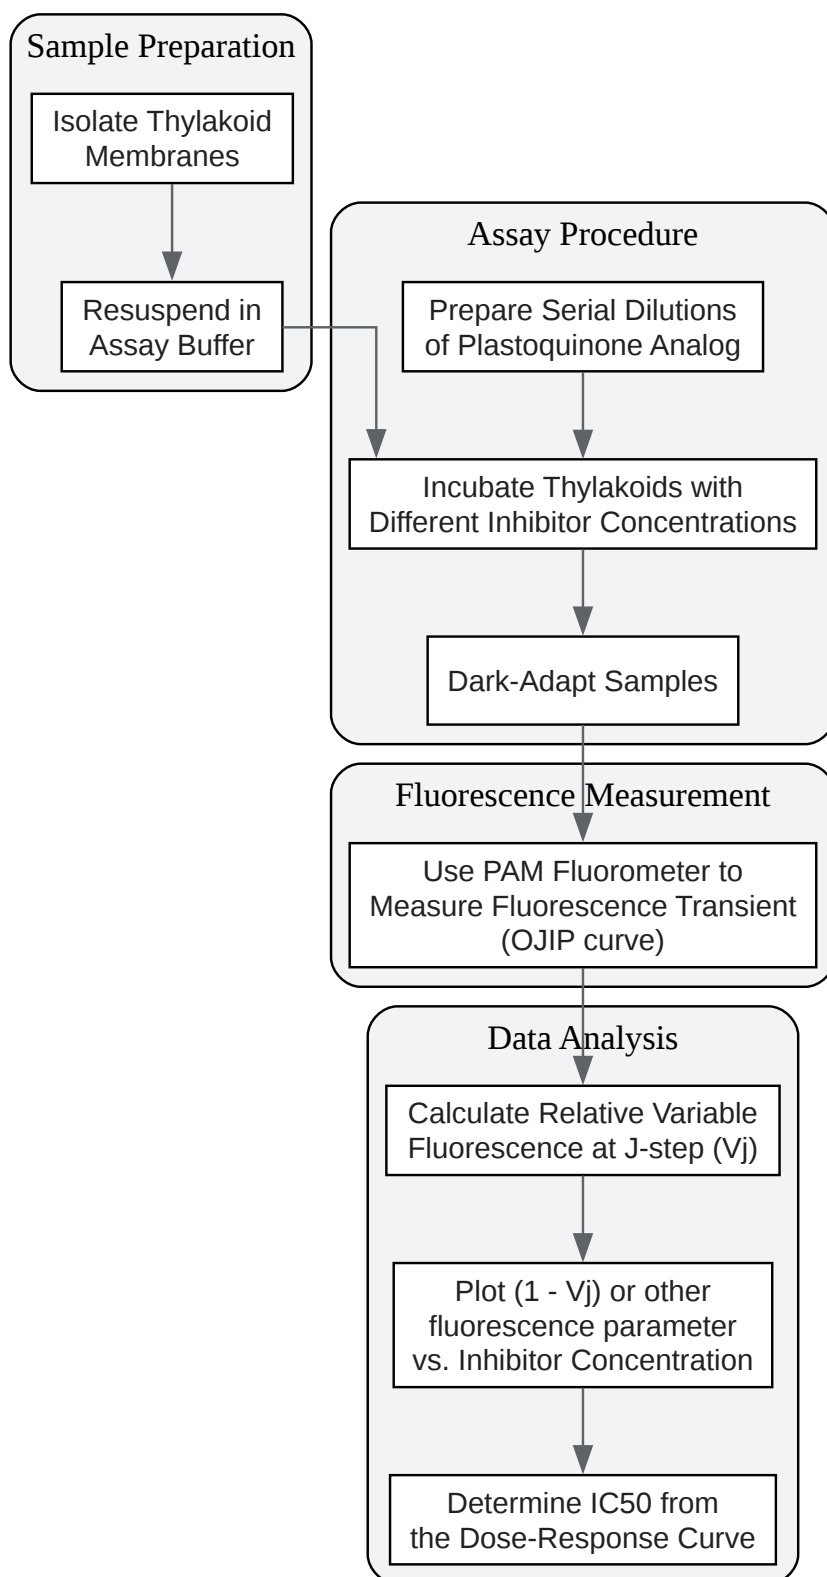 Sample Preparation
Isolate Thylakoid
Membranes
Resuspend in
Assay Buffer
Assay Procedure
Prepare Serial Dilutions
of Plastoquinone Analog
Incubate Thylakoids with
Different Inhibitor Concentrations
Dark-Adapt Samples
Fluorescence Measurement
Use PAM Fluorometer to
Measure Fluorescence Transient
(OJIP curve)
Data Analysis
Calculate Relative Variable
Fluorescence at J-step (Vj)
Plot (1 - Vj) or other
fluorescence parameter
vs. Inhibitor Concentration
Determine IC50 from
the Dose-Response Curve